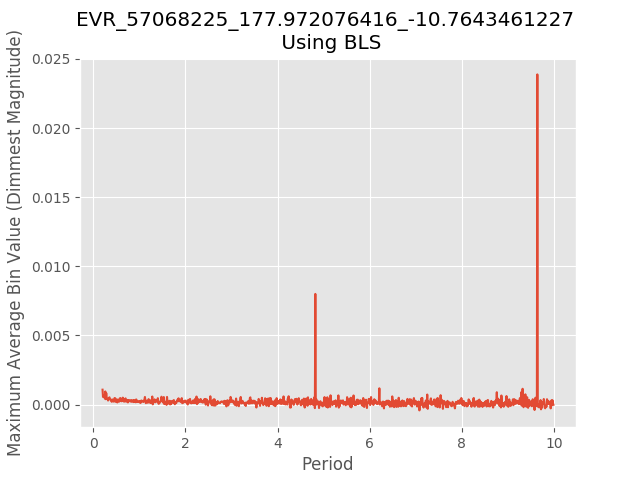 EVR_57068225_177.972076416_-10.7643461227
Using BLS
Maximum Average Bin Value (Dimmest Magnitude)
0.025
0.020
0.015
0.010
0.005
0.000
0 2 4 6 8 10
Period